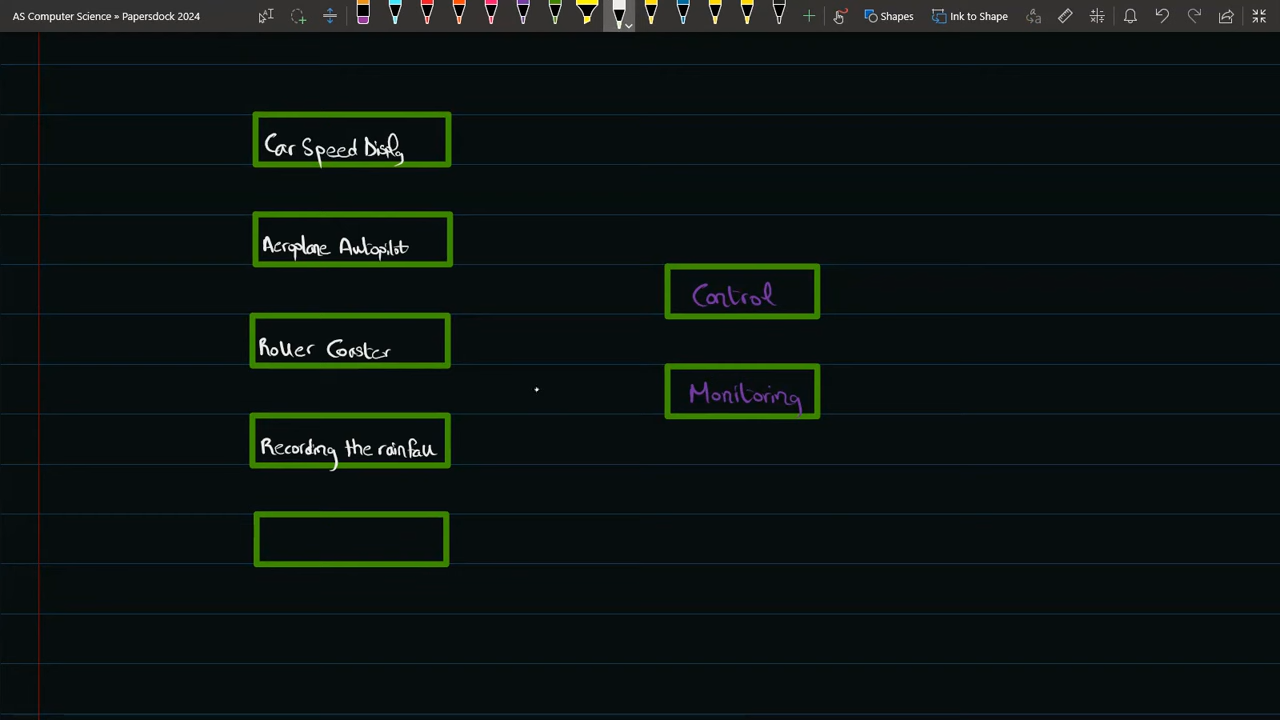 AS Computer Science » Papersdock 2024
Shapes
Ink to Shape
Car Speed Display
Aeroplane Autopilot
Roller Coaster
Recording the rainfall
Control
Monitoring